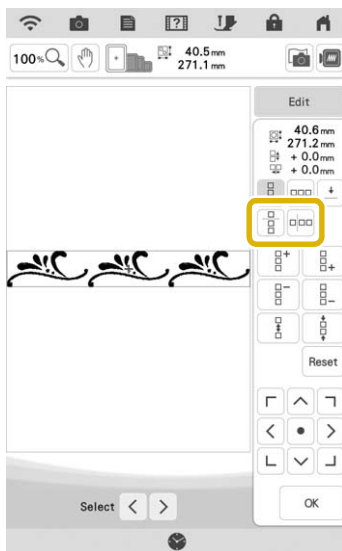 100%
40.5 mm
271.1 mm
Edit
40.6 mm
271.2 mm
+ 0.0 mm
+ 0.0 mm
Reset
Select
OK